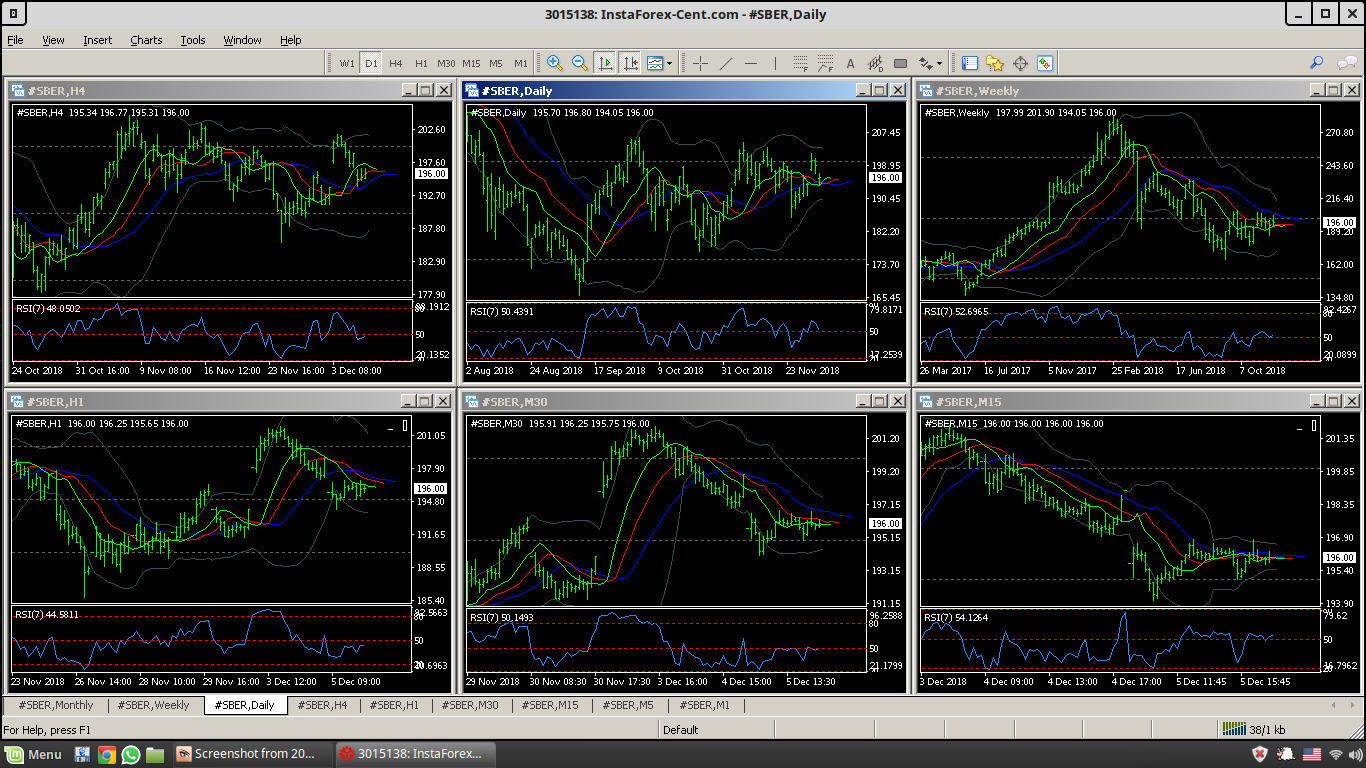 3015138: InstaForex-Cent.com - #SBER,Daily
File View Insert Charts Tools Window Help
W1 D1 H4 H1 M30 M15 M5 M1
#SBER,H4
#SBER,H4 195.34 196.77 195.31 196.00
202.60
197.60
196.00
192.70
187.80
182.90
177.90
RSI(7) 48.0502
50
20.1352
24 Oct 2018 31 Oct 16:00 9 Nov 08:00 16 Nov 12:00 23 Nov 16:00 3 Dec 08:00
#SBER,Daily
#SBER,Daily 195.70 196.80 194.05 196.00
207.45
198.95
196.00
190.45
182.20
173.70
165.45
RSI(7) 50.4391
79.8171
50
17.2539
2 Aug 2018 24 Aug 2018 17 Sep 2018 9 Oct 2018 31 Oct 2018 23 Nov 2018
#SBER,Weekly
#SBER,Weekly 197.99 201.90 194.05 196.00
270.80
243.60
216.40
196.00
189.20
162.00
134.80
RSI(7) 52.6965
92.4267
50
20.0899
26 Mar 2017 16 Jul 2017 5 Nov 2017 25 Feb 2018 17 Jun 2018 7 Oct 2018
#SBER,H1
#SBER,H1 196.00 196.25 195.65 196.00
201.05
197.90
196.00
194.80
191.65
188.55
185.40
RSI(7) 44.5811
80
50
23 Nov 2018 26 Nov 14:00 28 Nov 10:00 29 Nov 16:00 3 Dec 12:00 5 Dec 09:00
#SBER,M30
#SBER,M30 195.91 196.25 195.75 196.00
201.20
199.20
197.15
196.00
195.15
193.15
191.15
RSI(7) 50.1493
96.2588
80
50
21.1799
29 Nov 2018 30 Nov 08:30 30 Nov 17:30 3 Dec 16:00 4 Dec 15:00 5 Dec 13:30
#SBER,M15
#SBER,M15 196.00 196.00 196.00 196.00
201.35
199.85
198.35
196.90
196.00
195.40
193.90
RSI(7) 54.1264
50
16.7962
3 Dec 2018 4 Dec 09:00 4 Dec 13:00 4 Dec 17:00 5 Dec 11:45 5 Dec 15:45
#SBER,Monthly #SBER,Weekly #SBER,Daily #SBER,H4 #SBER,H1 #SBER,M30 #SBER,M15 #SBER,M5 #SBER,M1
For Help, press F1 Default 38/1 kb
Menu Screenshot from 20... 3015138: InstaForex...